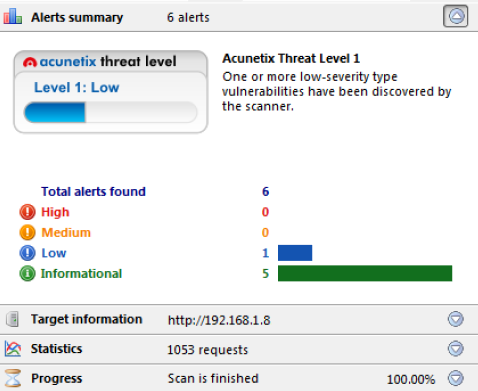 Alerts summary 6 alerts
acunetix threat level
Level 1: Low
Acunetix Threat Level 1
One or more low-severity type
vulnerabilities have been discovered by
the scanner.
Total alerts found 6
High 0
Medium 0
Low 1
Informational 5
Target information http://192.168.1.8
Statistics 1053 requests
Progress Scan is finished 100.00%